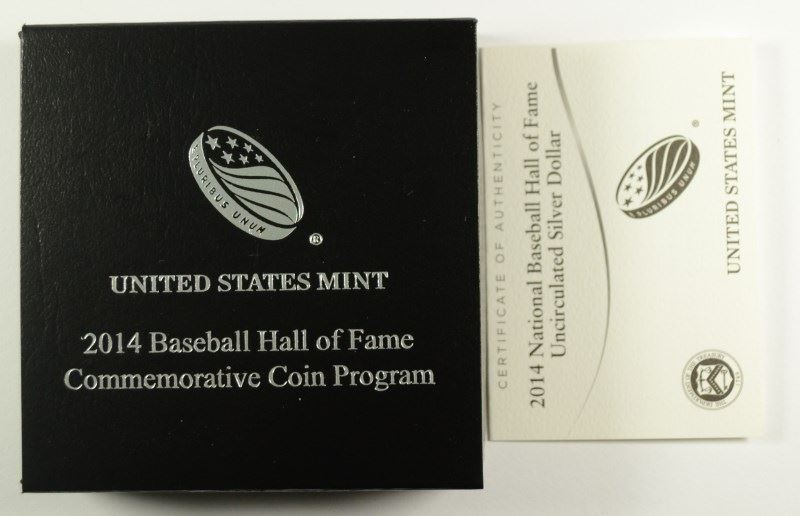 E PLURIBUS UNUM
®
UNITED STATES MINT
2014 Baseball Hall of Fame
Commemorative Coin Program
CERTIFICATE OF AUTHENTICITY
2014 National Baseball Hall of Fame
Uncirculated Silver Dollar
E PLURIBUS UNUM
®
UNITED STATES MINT